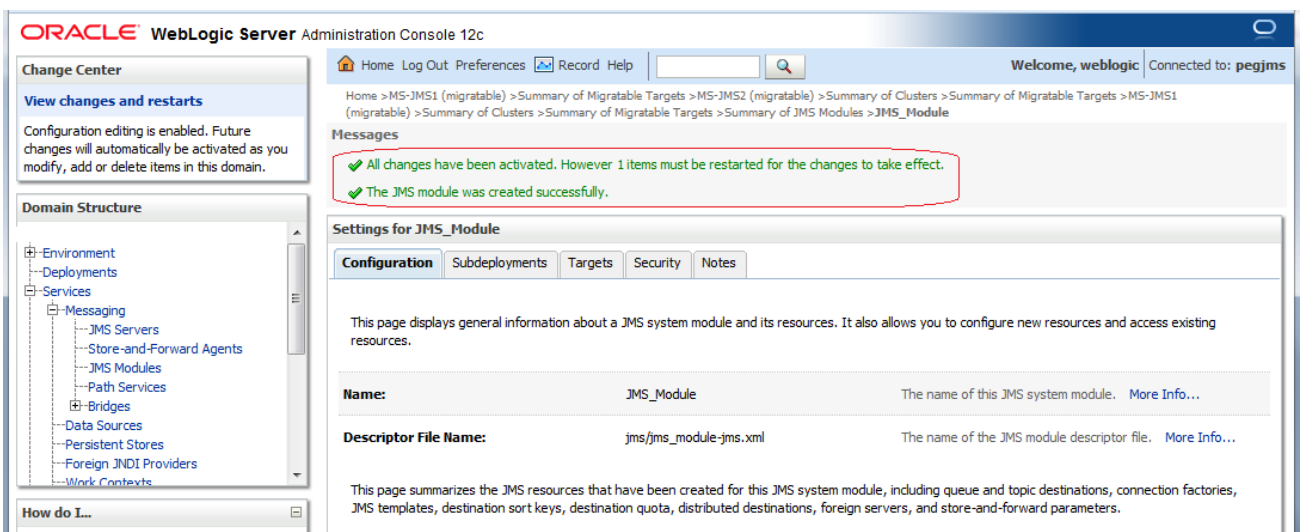 ORACLE WebLogic Server Administration Console 12c
Change Center
View changes and restarts
Configuration editing is enabled. Future
changes will automatically be activated as you
modify, add or delete items in this domain.
Domain Structure
Environment
Deployments
Services
Messaging
JMS Servers
Store-and-Forward Agents
JMS Modules
Path Services
Bridges
Data Sources
Persistent Stores
Foreign JNDI Providers
Work Contexts
How do I...
Home Log Out Preferences Record Help
Welcome, weblogic Connected to: pegjms
Home >MS-JMS1 (migratable) >Summary of Migratable Targets >MS-JMS2 (migratable) >Summary of Clusters >Summary of Migratable Targets >MS-JMS1
(migratable) >Summary of Clusters >Summary of Migratable Targets >Summary of JMS Modules >JMS_Module
Messages
All changes have been activated. However 1 items must be restarted for the changes to take effect.
The JMS module was created successfully.
Settings for JMS_Module
Configuration Subdeployments Targets Security Notes
This page displays general information about a JMS system module and its resources. It also allows you to configure new resources and access existing
resources.
Name: JMS_Module The name of this JMS system module. More Info...
Descriptor File Name: jms/jms_module-jms.xml The name of the JMS module descriptor file. More Info...
This page summarizes the JMS resources that have been created for this JMS system module, including queue and topic destinations, connection factories,
JMS templates, destination sort keys, destination quota, distributed destinations, foreign servers, and store-and-forward parameters.